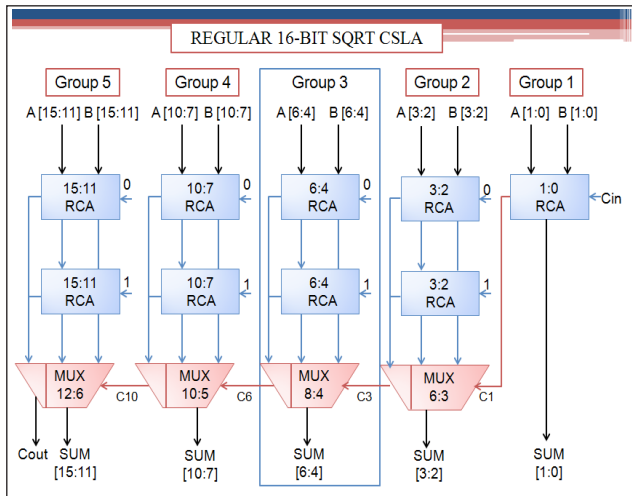 REGULAR 16-BIT SQRT CSLA
Group 5
Group 4
Group 3
Group 2
Group 1
A [15:11] B [15:11]
A [10:7] B [10:7]
A [6:4] B [6:4]
A [3:2] B [3:2]
A [1:0] B [1:0]
15:11
RCA
0
10:7
RCA
0
6:4
RCA
0
3:2
RCA
0
1:0
RCA
Cin
15:11
RCA
1
10:7
RCA
1
6:4
RCA
1
3:2
RCA
1
MUX
12:6
C10
MUX
10:5
C6
MUX
8:4
C3
MUX
6:3
C1
Cout
SUM
[15:11]
SUM
[10:7]
SUM
[6:4]
SUM
[3:2]
SUM
[1:0]